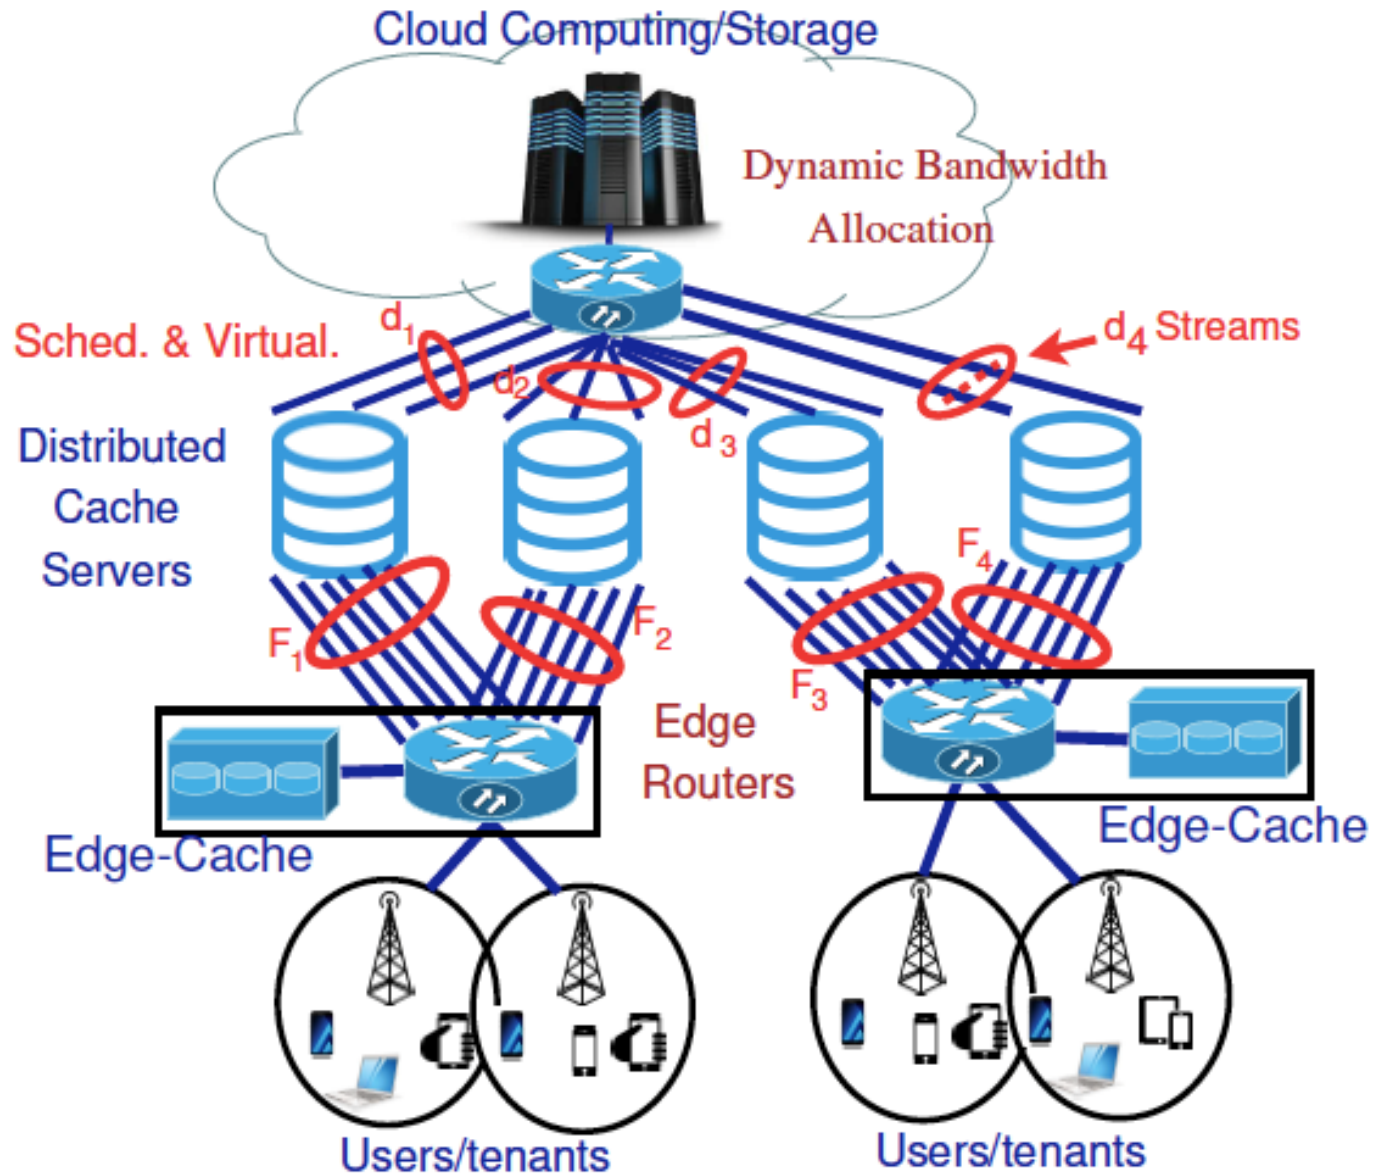 Cloud Computing/Storage
Dynamic Bandwidth
Allocation
Sched. & Virtual.
d1
d2
d3
d4 Streams
Distributed
Cache
Servers
F1
F2
F3
F4
Edge
Routers
Edge-Cache
Edge-Cache
Users/tenants
Users/tenants